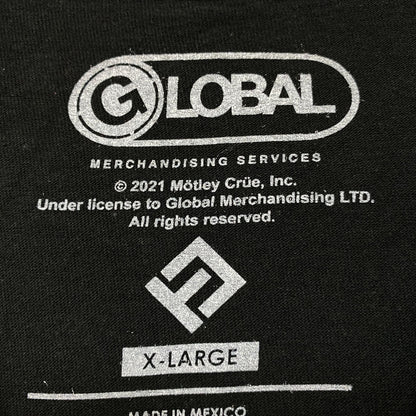 GLOBAL
MERCHANDISING SERVICES
© 2021 Mötley Crüe, Inc.
Under license to Global Merchandising LTD.
All rights reserved.
X-LARGE
MADE IN MEXICO